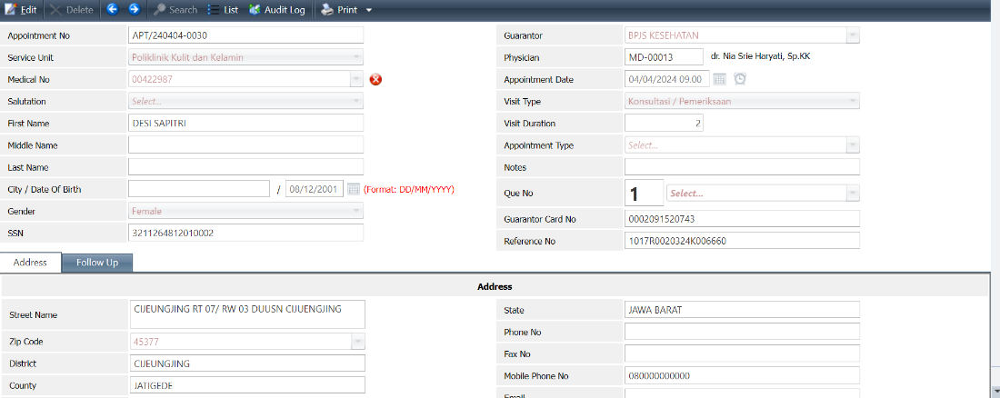 Edit Delete Search List Audit Log Print
Appointment No APT/240404-0030
Service Unit Poliklinik Kulit dan Kelamin
Medical No 00422987
Salutation Select...
First Name DESI SAPITRI
Middle Name
Last Name
City / Date Of Birth / 08/12/2001 (Format: DD/MM/YYYY)
Gender Female
SSN 3211264812010002
Guarantor BPJS KESEHATAN
Physician MD-00013 dr. Nia Srie Haryati, Sp.KK
Appointment Date 04/04/2024 09.00
Visit Type Konsultasi / Pemeriksaan
Visit Duration 2
Appointment Type Select...
Notes
Que No 1 Select...
Guarantor Card No 0002091520743
Reference No 1017R0020324K006660
Address Follow Up
Address
Street Name CIJEUNGJING RT 07/ RW 03 DUUSN CIJUENGJING
Zip Code 45377
District CIJEUNGJING
County JATIGEDE
State JAWA BARAT
Phone No
Fax No
Mobile Phone No 080000000000
Email